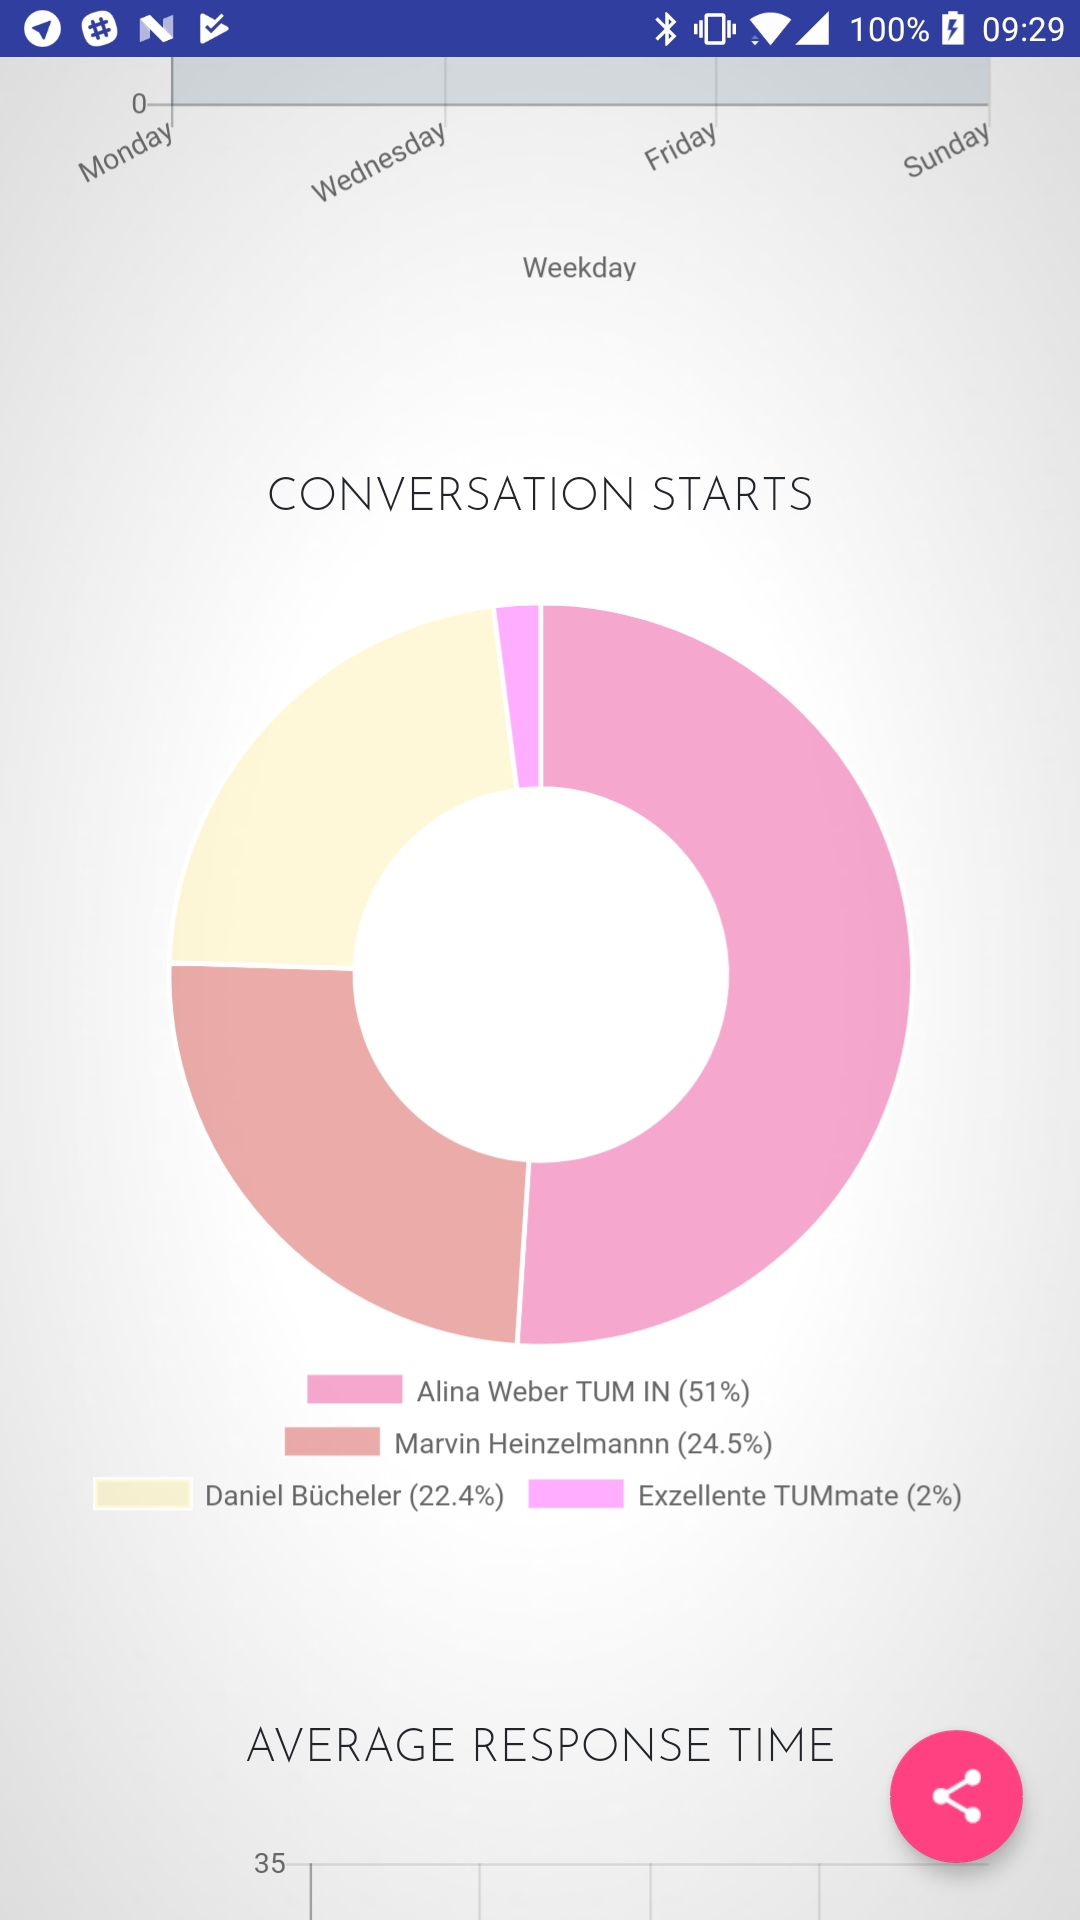 100% 09:29
0
Monday Wednesday Friday Sunday
Weekday
CONVERSATION STARTS
Alina Weber TUM IN (51%)
Marvin Heinzelmannn (24.5%)
Daniel Bücheler (22.4%) Exzellente TUMmate (2%)
AVERAGE RESPONSE TIME
35